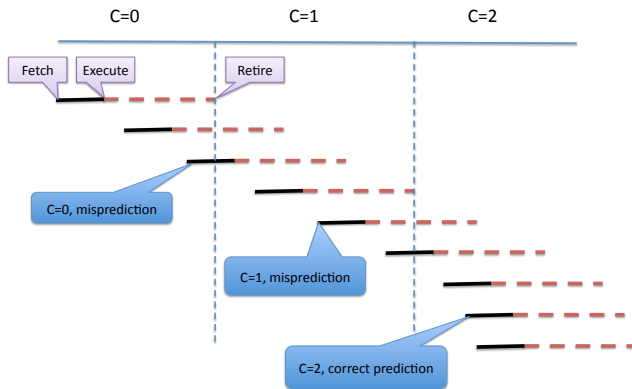 C=0 C=1 C=2
Fetch Execute Retire
C=0, misprediction
C=1, misprediction
C=2, correct prediction